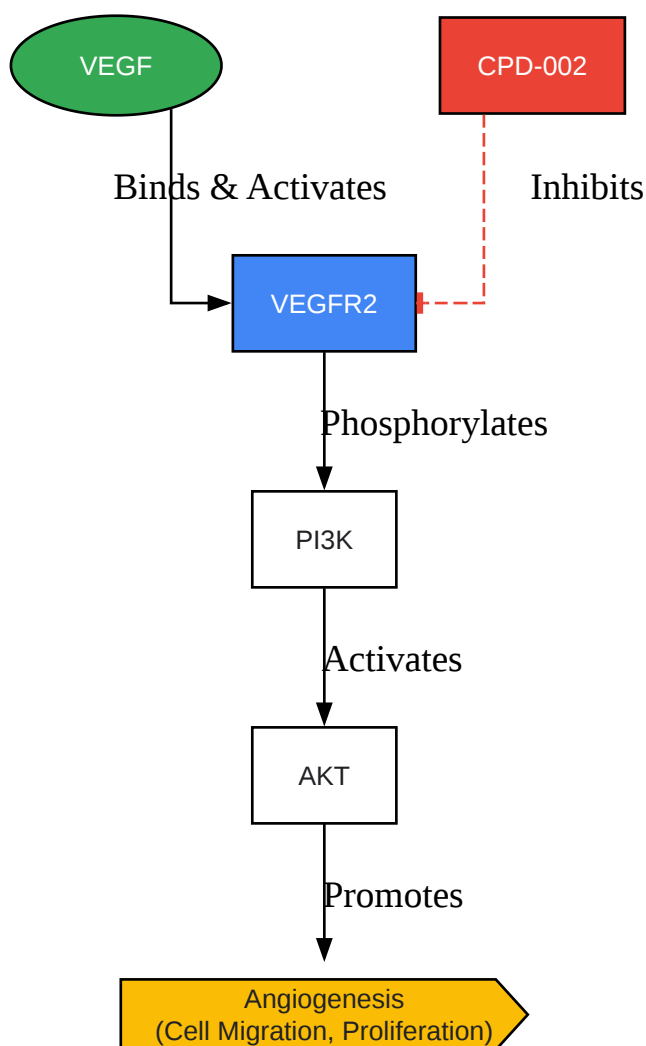 VEGF
CPD-002
Binds & Activates
Inhibits
VEGFR2
Phosphorylates
PI3K
Activates
AKT
Promotes
Angiogenesis
(Cell Migration, Proliferation)